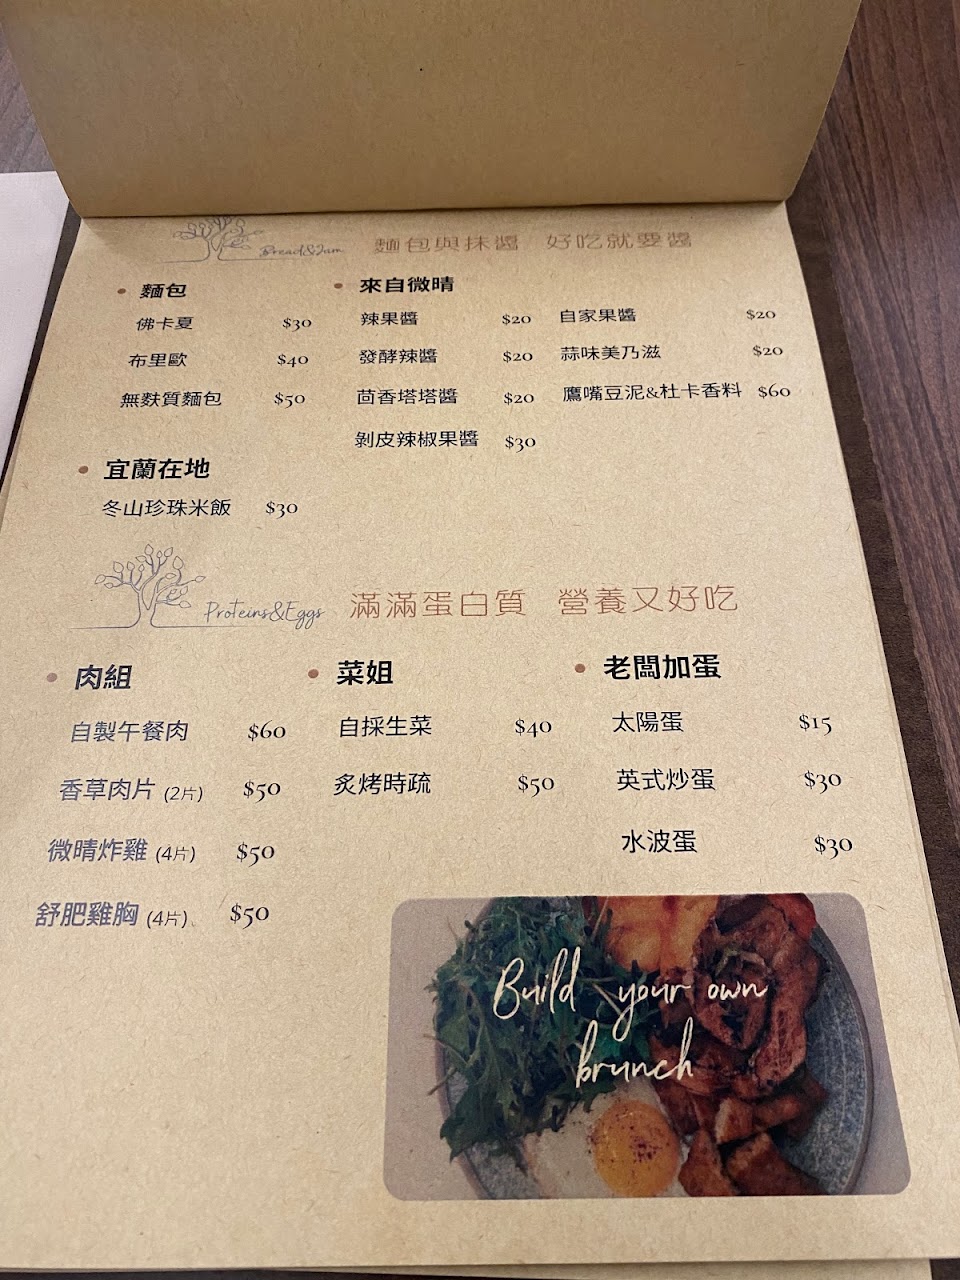 Bread&Jam 麵包與抹醬 好吃就要醬
麵包
佛卡夏 $30
布里歐 $40
無麩質麵包 $50
來自微晴
辣果醬 $20 自家果醬 $20
發酵辣醬 $20 蒜味美乃滋 $20
茴香塔塔醬 $20 鷹嘴豆泥&杜卡香料 $60
剝皮辣椒果醬 $30
宜蘭在地
冬山珍珠米飯 $30
Proteins&Eggs 滿滿蛋白質 營養又好吃
肉組
自製午餐肉 $60
香草肉片 (2片) $50
微晴炸雞 (4片) $50
舒肥雞胸 (4片)、 $50
菜姐
自採生菜 $40
炙烤時疏 $50
老闆加蛋
太陽蛋 $15
英式炒蛋 $30
水波蛋 $30
Build your own
brunch